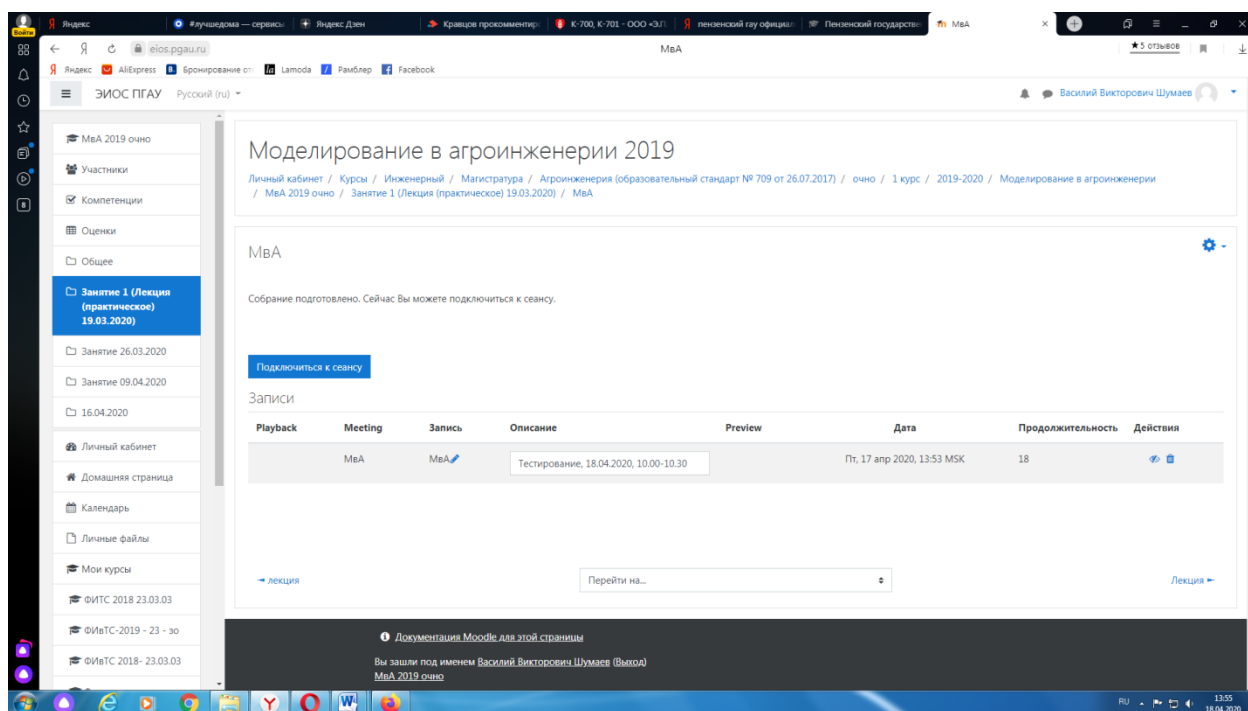 Яндекс
#лучшедома — сервисы
Яндекс Дзен
Кравцов прокомментир
К-700, К-701 - ООО «Э.П.
пензенский гау официал
Пензенский государстве
МвА
Войти
eios.pgau.ru
МвА
★ 5 отзывов
Яндекс AliExpress Бронирование от Lamoda Рамблер Facebook
ЭИОС ПГАУ Русский (ru)
Василий Викторович Шумаев
МвА 2019 очно
Участники
Компетенции
Оценки
Общее
Занятие 1 (Лекция
(практическое)
19.03.2020)
Занятие 26.03.2020
Занятие 09.04.2020
16.04.2020
Личный кабинет
Домашняя страница
Календарь
Личные файлы
Мои курсы
ФИТС 2018 23.03.03
ФИвТС-2019 - 23 - зо
ФИвТС 2018- 23.03.03
Моделирование в агроинженерии 2019
Личный кабинет / Курсы / Инженерный / Магистратура / Агроинженерия (образовательный стандарт № 709 от 26.07.2017) / очно / 1 курс / 2019-2020 / Моделирование в агроинженерии
/ МвА 2019 очно / Занятие 1 (Лекция (практическое) 19.03.2020) / МвА
МвА
Собрание подготовлено. Сейчас Вы можете подключиться к сеансу.
Подключиться к сеансу
Записи
Playback Meeting Запись Описание Preview Дата Продолжительность Действия
МвА МвА Тестирование, 18.04.2020, 10.00-10.30 Пт, 17 апр 2020, 13:53 MSK 18
◄ лекция
Перейти на...
Лекция ►
Документация Moodle для этой страницы
Вы зашли под именем Василий Викторович Шумаев (Выход)
МвА 2019 очно
RU
13:55
18.04.2020